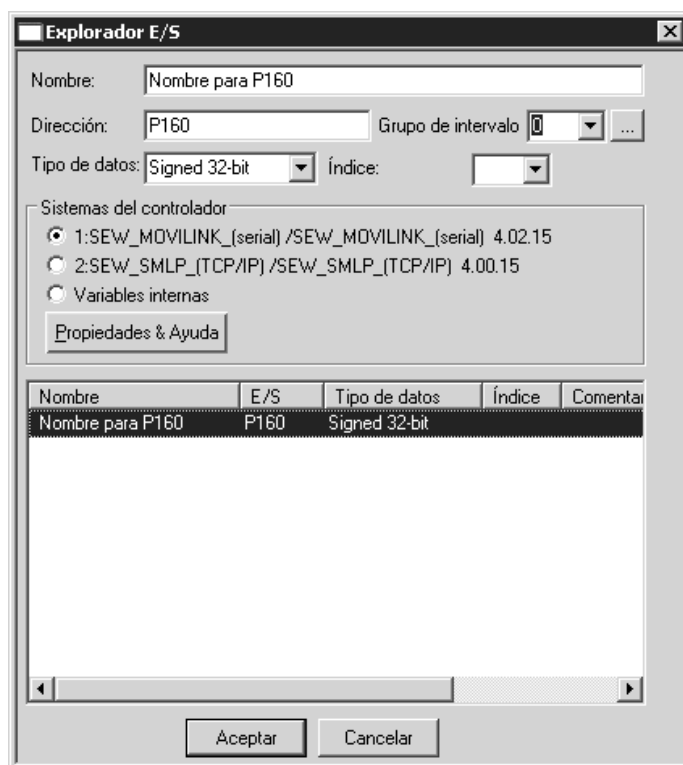 Explorador E/S
Nombre: Nombre para P160
Dirección: P160 Grupo de intervalo 0 ...
Tipo de datos: Signed 32-bit Índice:
Sistemas del controlador
1:SEW_MOVILINK_(serial) /SEW_MOVILINK_(serial) 4.02.15
2:SEW_SMLP_(TCP/IP) /SEW_SMLP_(TCP/IP) 4.00.15
Variables internas
Propiedades & Ayuda
Nombre E/S Tipo de datos Índice Comentar
Nombre para P160 P160 Signed 32-bit
Aceptar Cancelar